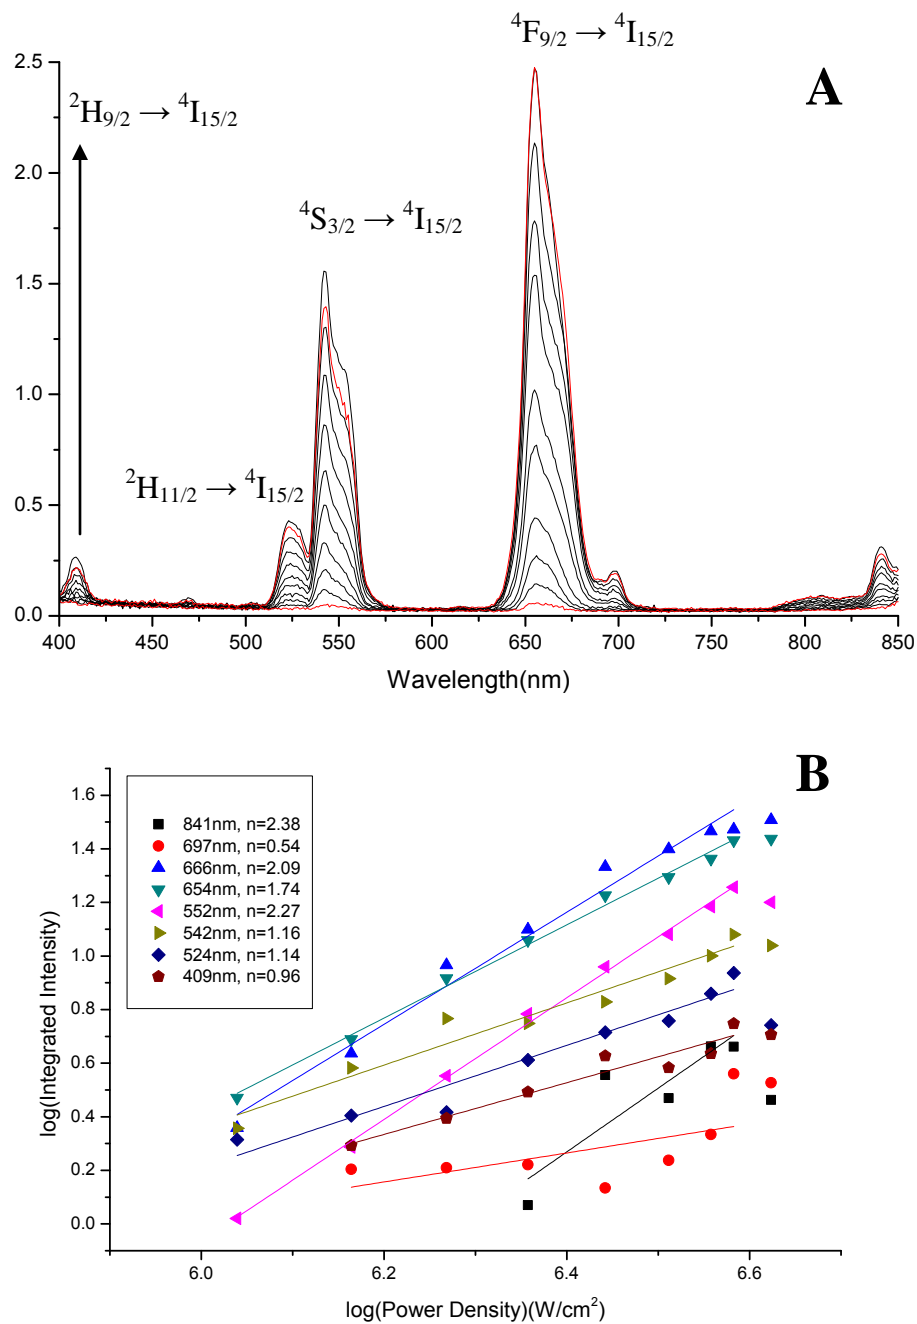 ⁴F₉/₂ → ⁴I₁₅/₂
A
²H₉/₂ → ⁴I₁₅/₂
⁴S₃/₂ → ⁴I₁₅/₂
²H₁₁/₂ → ⁴I₁₅/₂
2.5
2.0
1.5
1.0
0.5
0.0
400 450 500 550 600 650 700 750 800 850
Wavelength(nm)
B
841nm, n=2.38
697nm, n=0.54
666nm, n=2.09
654nm, n=1.74
552nm, n=2.27
542nm, n=1.16
524nm, n=1.14
409nm, n=0.96
log(Integrated Intensity)
1.6
1.4
1.2
1.0
0.8
0.6
0.4
0.2
0.0
6.0 6.2 6.4 6.6
log(Power Density)(W/cm²)